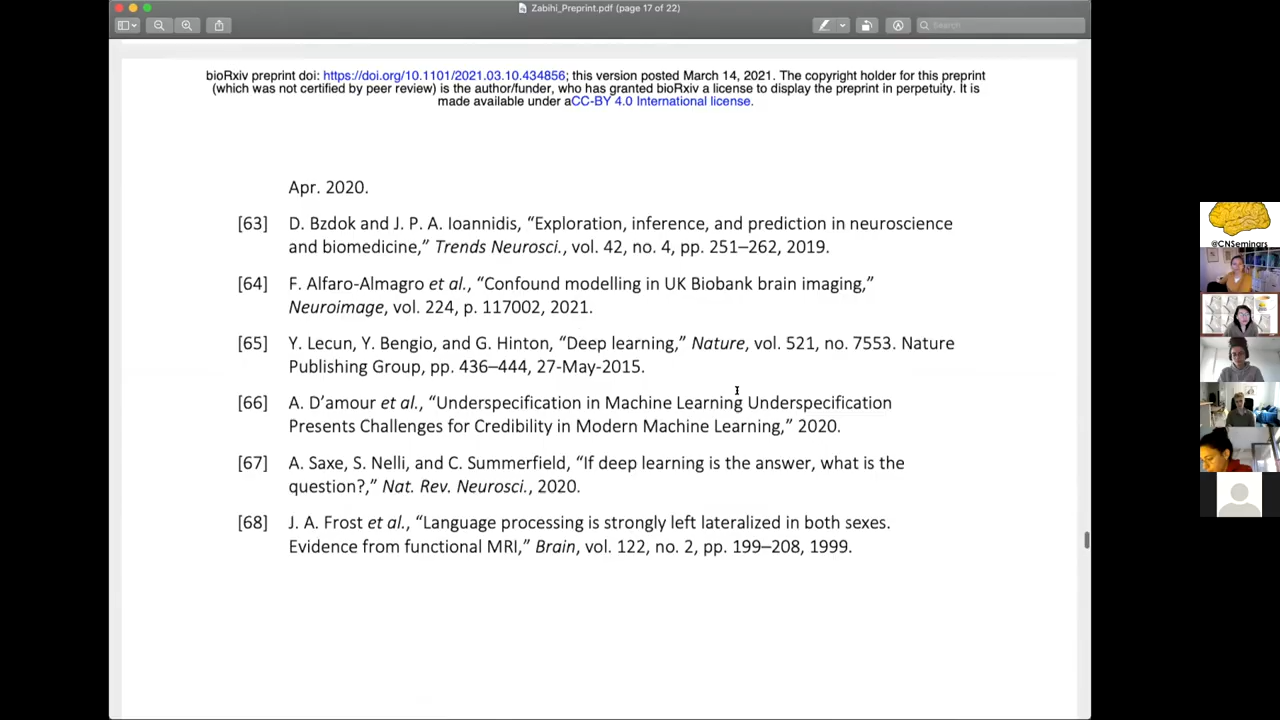 Zabihi_Preprint.pdf (page 17 of 22)
Search
bioRxiv preprint doi: https://doi.org/10.1101/2021.03.10.434856; this version posted March 14, 2021. The copyright holder for this preprint
(which was not certified by peer review) is the author/funder, who has granted bioRxiv a license to display the preprint in perpetuity. It is
made available under aCC-BY 4.0 International license.
Apr. 2020.
[63] D. Bzdok and J. P. A. Ioannidis, “Exploration, inference, and prediction in neuroscience
and biomedicine,” Trends Neurosci., vol. 42, no. 4, pp. 251–262, 2019.
[64] F. Alfaro-Almagro et al., “Confound modelling in UK Biobank brain imaging,”
Neuroimage, vol. 224, p. 117002, 2021.
[65] Y. Lecun, Y. Bengio, and G. Hinton, “Deep learning,” Nature, vol. 521, no. 7553. Nature
Publishing Group, pp. 436–444, 27-May-2015.
[66] A. D’amour et al., “Underspecification in Machine Learning Underspecification
Presents Challenges for Credibility in Modern Machine Learning,” 2020.
[67] A. Saxe, S. Nelli, and C. Summerfield, “If deep learning is the answer, what is the
question?,” Nat. Rev. Neurosci., 2020.
[68] J. A. Frost et al., “Language processing is strongly left lateralized in both sexes.
Evidence from functional MRI,” Brain, vol. 122, no. 2, pp. 199–208, 1999.
@CNSeminars